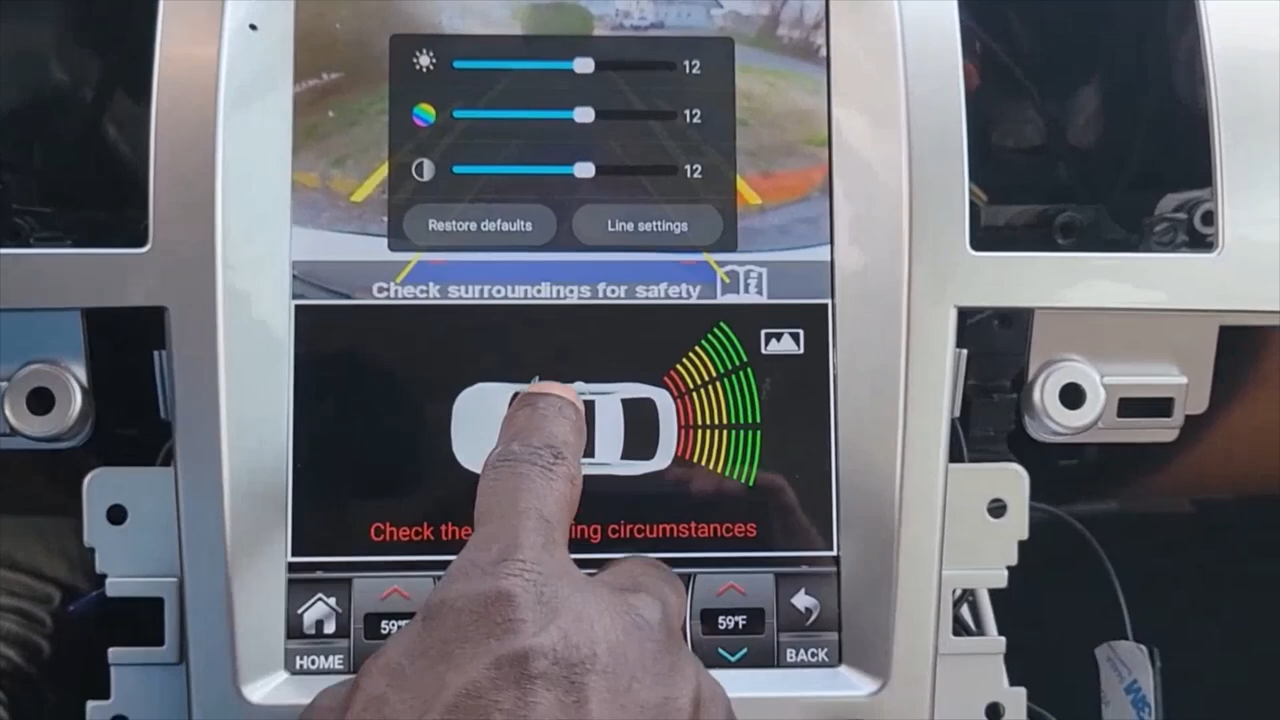 12
12
12
Restore defaults Line settings
Check surroundings for safety
Check the ing circumstances
59°F 59°F
HOME BACK
3M